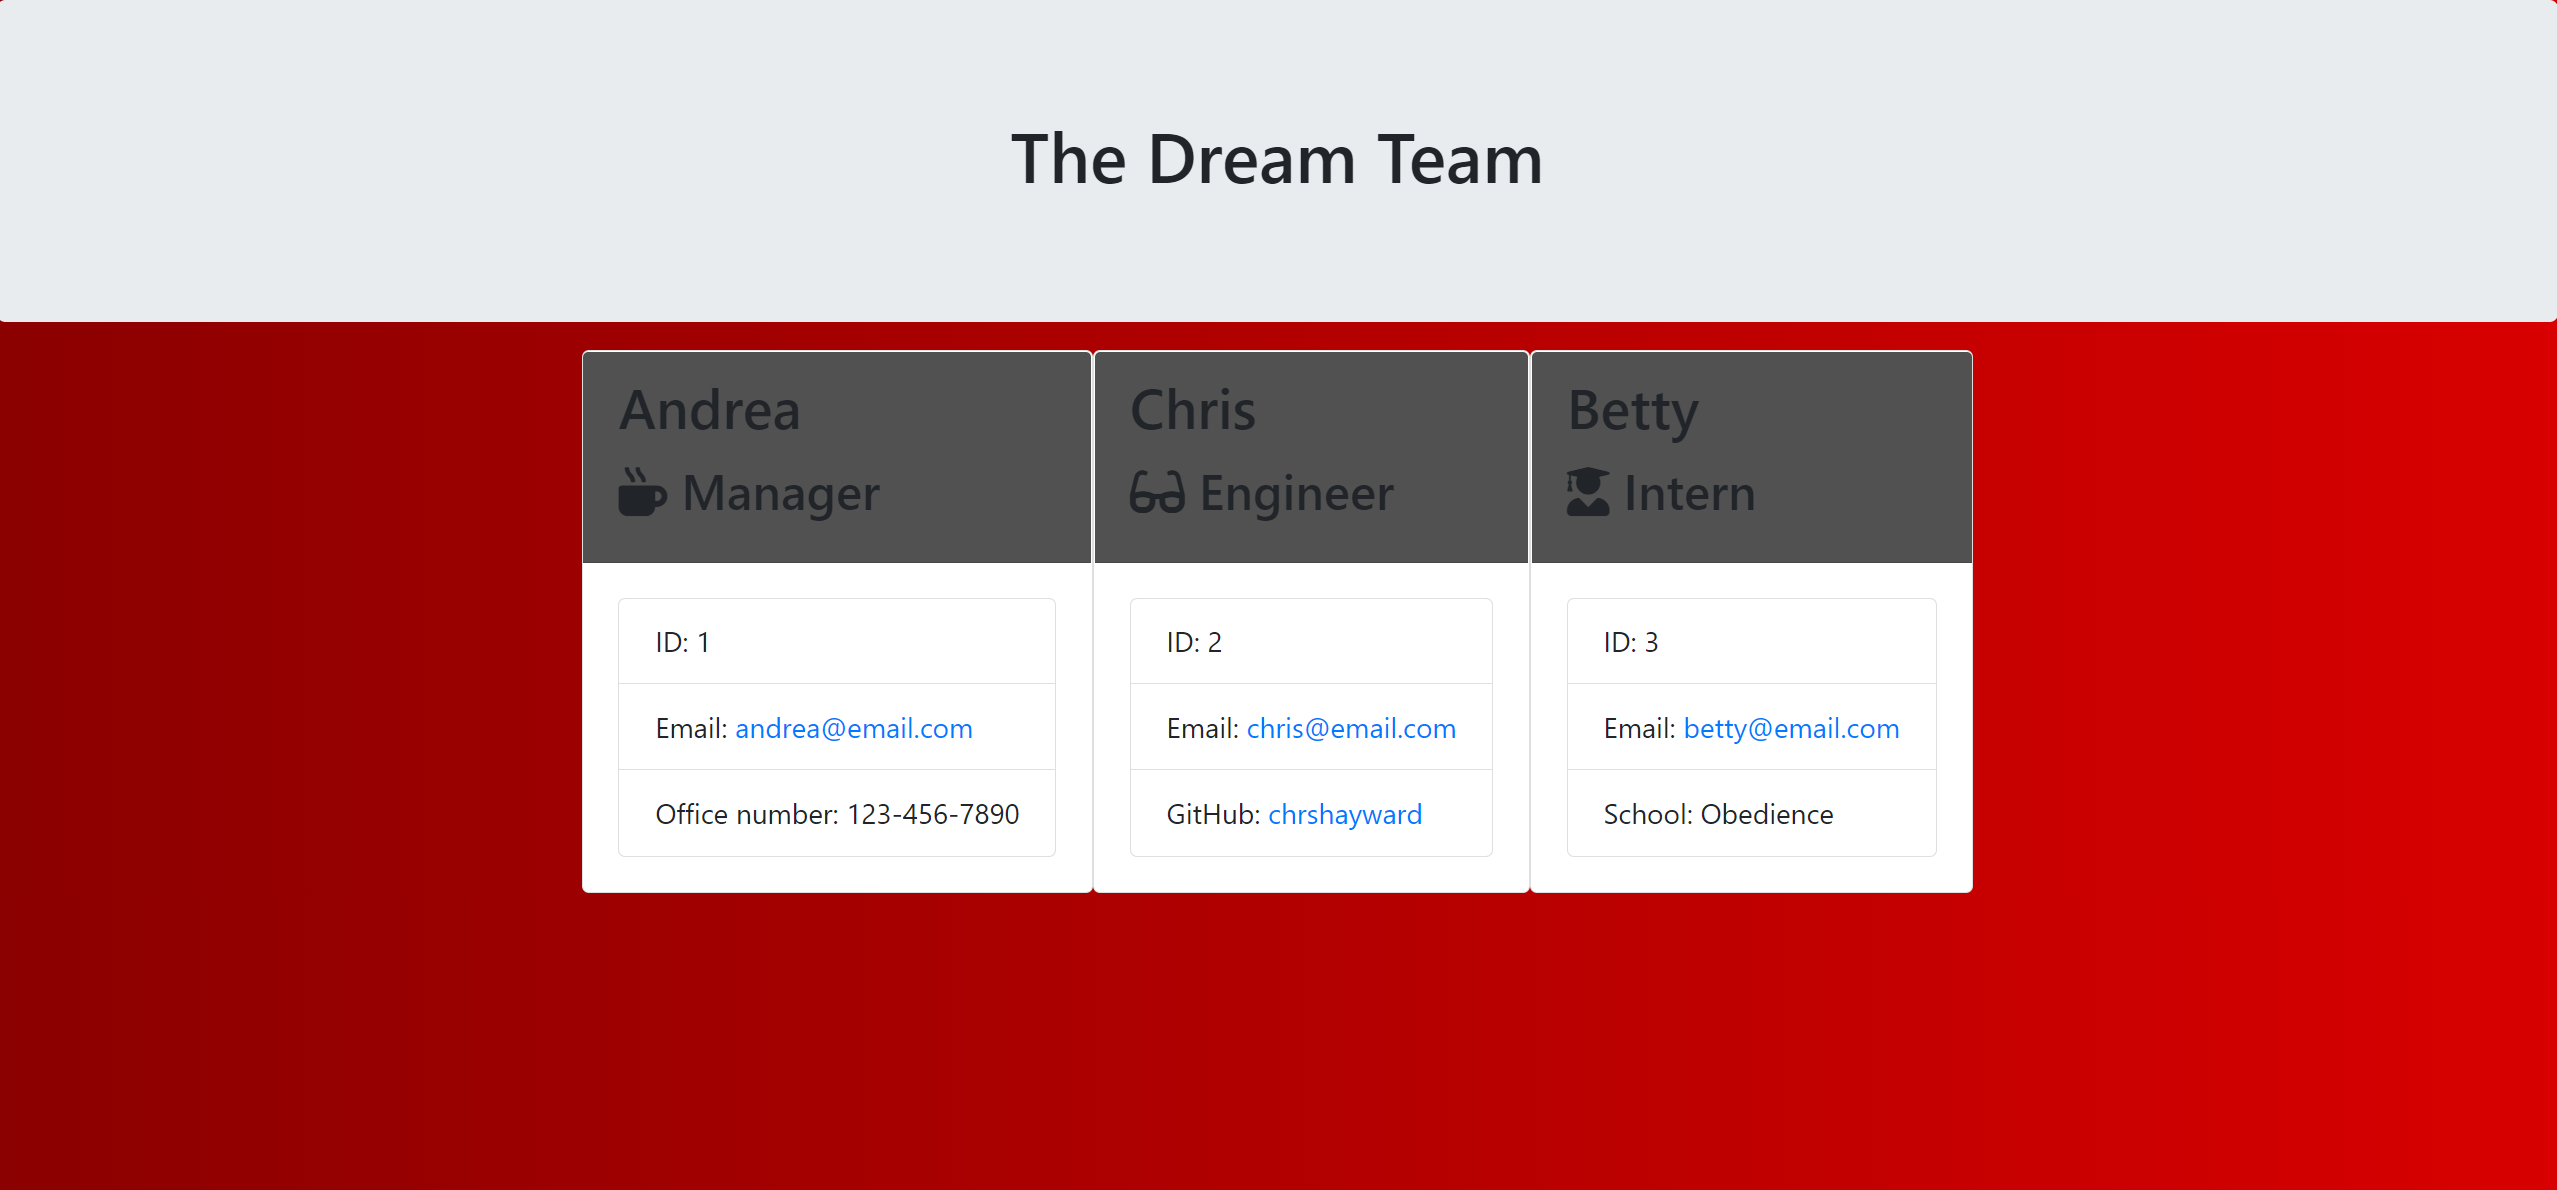 The Dream Team
Andrea
Manager
ID: 1
Email: andrea@email.com
Office number: 123-456-7890
Chris
Engineer
ID: 2
Email: chris@email.com
GitHub: chrshayward
Betty
Intern
ID: 3
Email: betty@email.com
School: Obedience